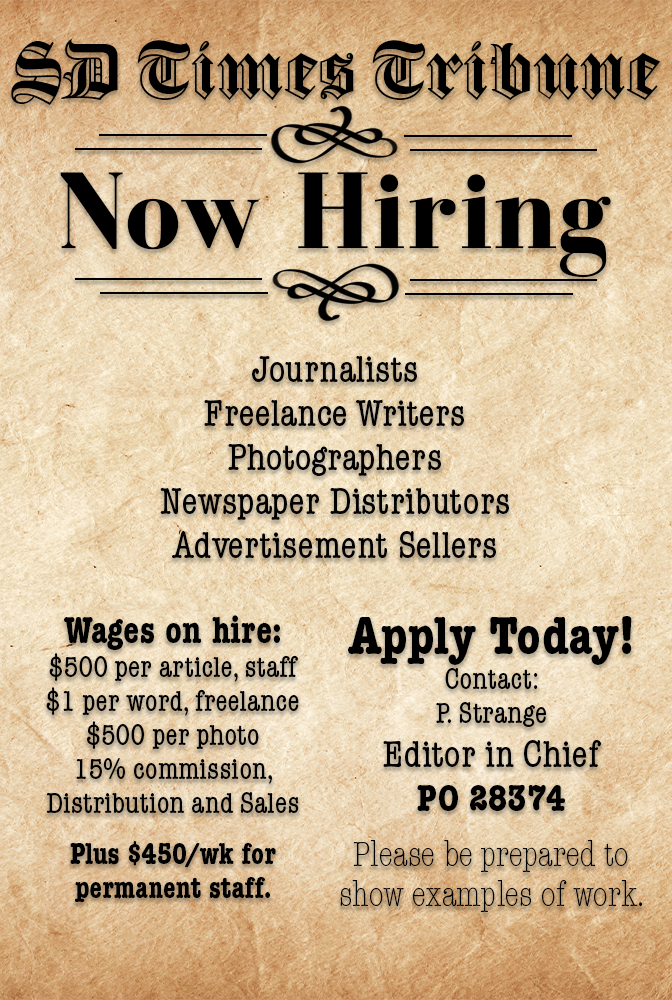 SD Times Tribune
Now Hiring
Journalists
Freelance Writers
Photographers
Newspaper Distributors
Advertisement Sellers
Wages on hire:
$500 per article, staff
$1 per word, freelance
$500 per photo
15% commission,
Distribution and Sales
Plus $450/wk for
permanent staff.
Apply Today!
Contact:
P. Strange
Editor in Chief
PO 28374
Please be prepared to
show examples of work.